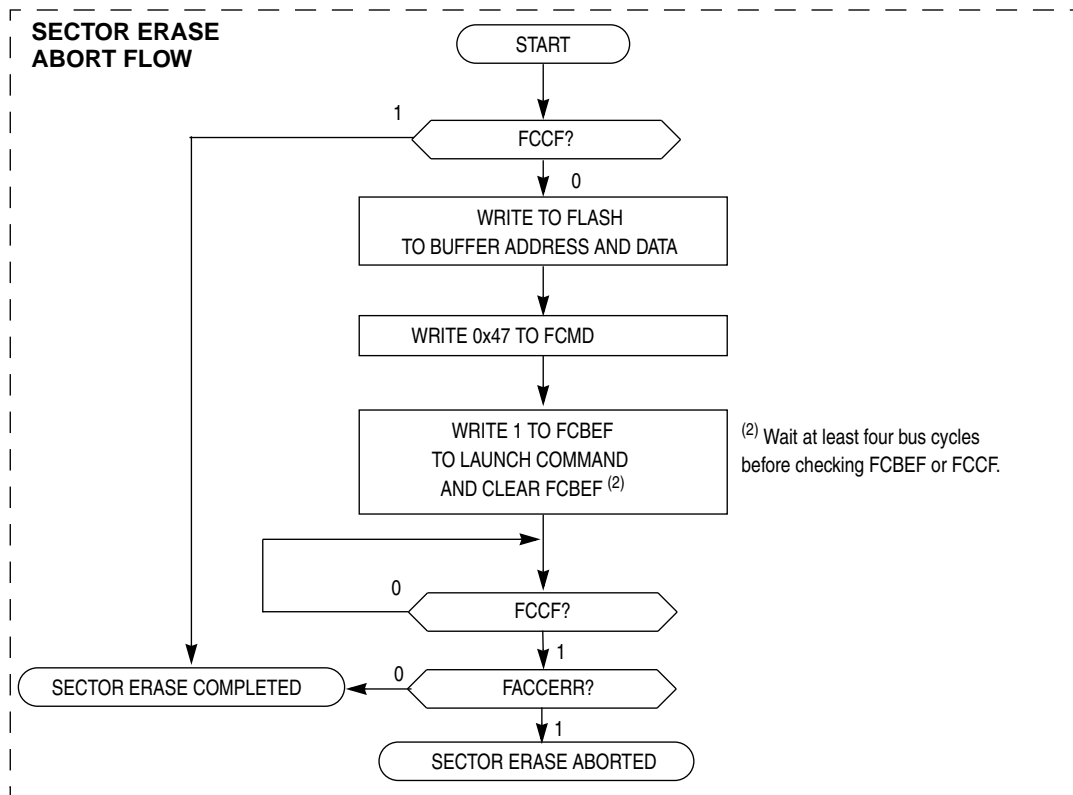 SECTOR ERASE
ABORT FLOW
START
1
FCCF?
0
WRITE TO FLASH
TO BUFFER ADDRESS AND DATA
WRITE 0x47 TO FCMD
WRITE 1 TO FCBEF
TO LAUNCH COMMAND
AND CLEAR FCBEF (2)
(2) Wait at least four bus cycles
before checking FCBEF or FCCF.
0
FCCF?
1
SECTOR ERASE COMPLETED
0
FACCERR?
1
SECTOR ERASE ABORTED